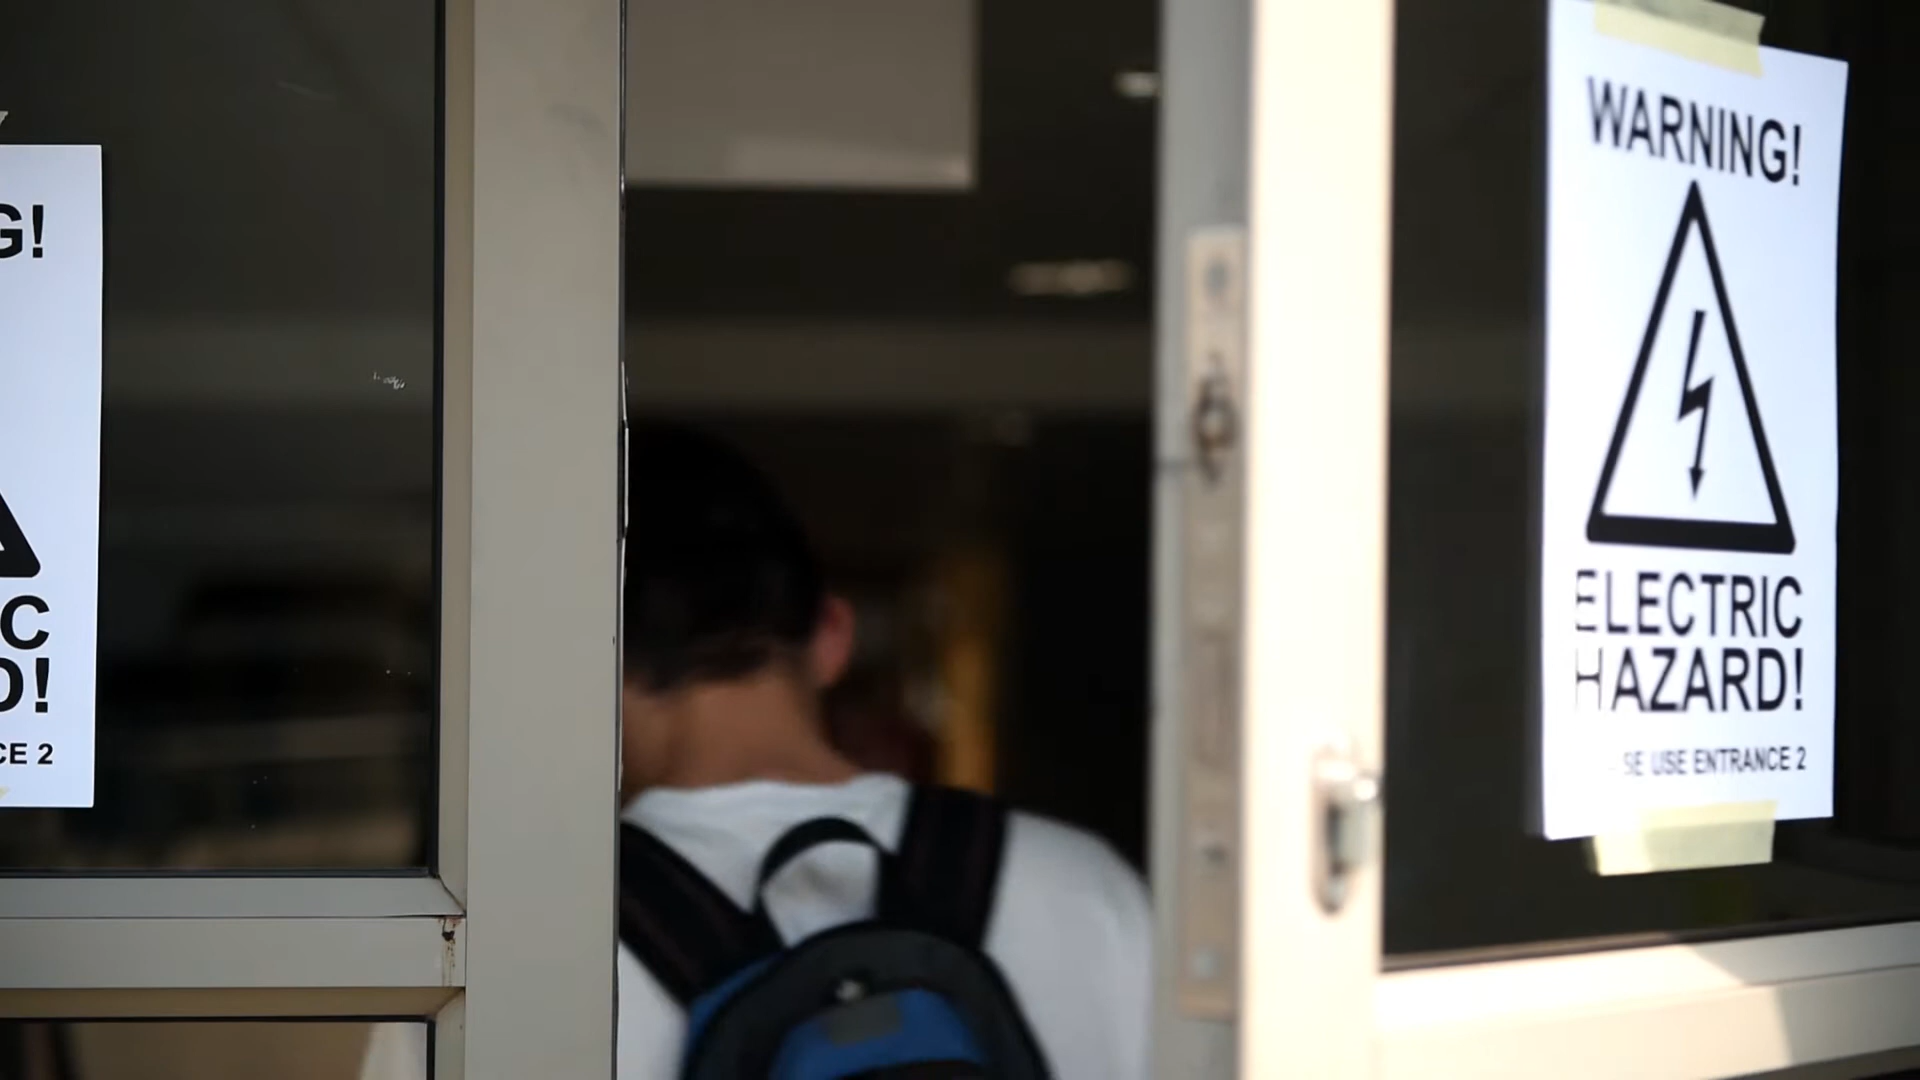 G!
C
D!
CE 2
WARNING!
ELECTRIC
HAZARD!
SE USE ENTRANCE 2